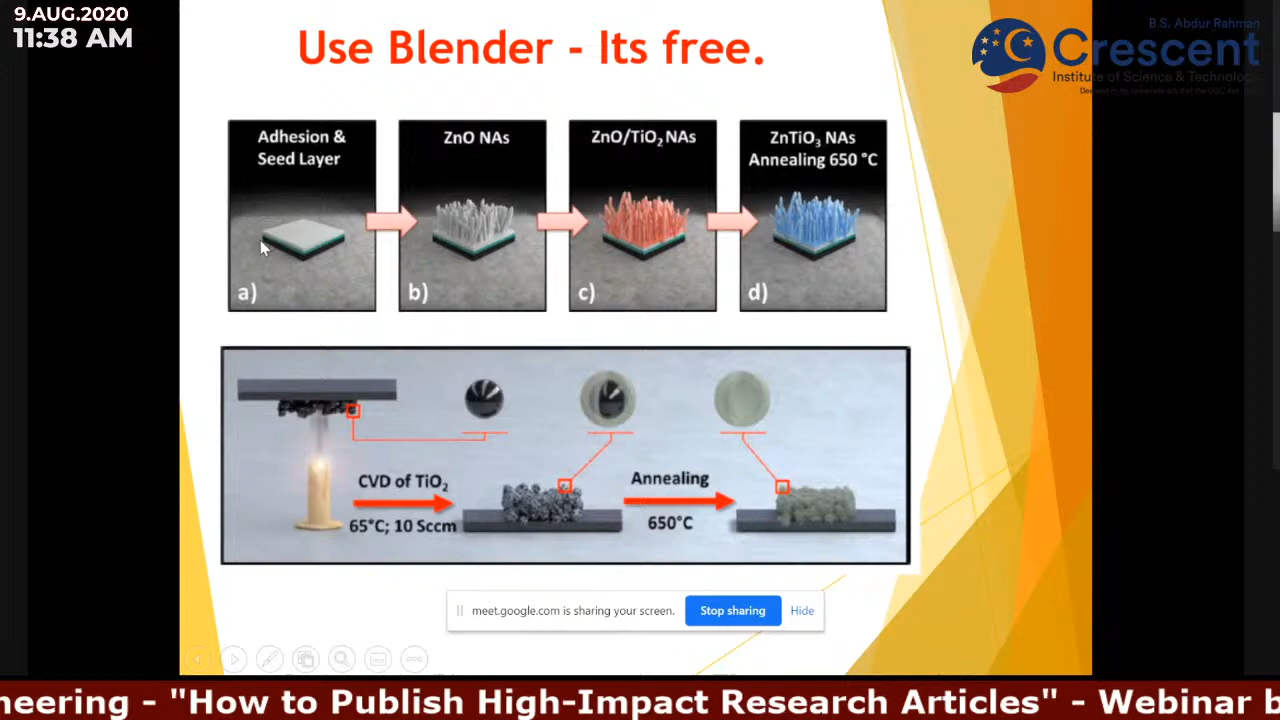 9.AUG.2020
11:38 AM
Use Blender - Its free.
B.S. Abdur Rahman
Crescent
Institute of Science & Technology
Adhesion &
Seed Layer
a)
ZnO NAs
b)
ZnO/TiO₂ NAs
c)
ZnTiO₃ NAs
Annealing 650 °C
d)
CVD of TiO₂
65°C; 10 Sccm
Annealing
650°C
meet.google.com is sharing your screen.
Stop sharing
Hide
neering - "How to Publish High-Impact Research Articles" - Webinar b